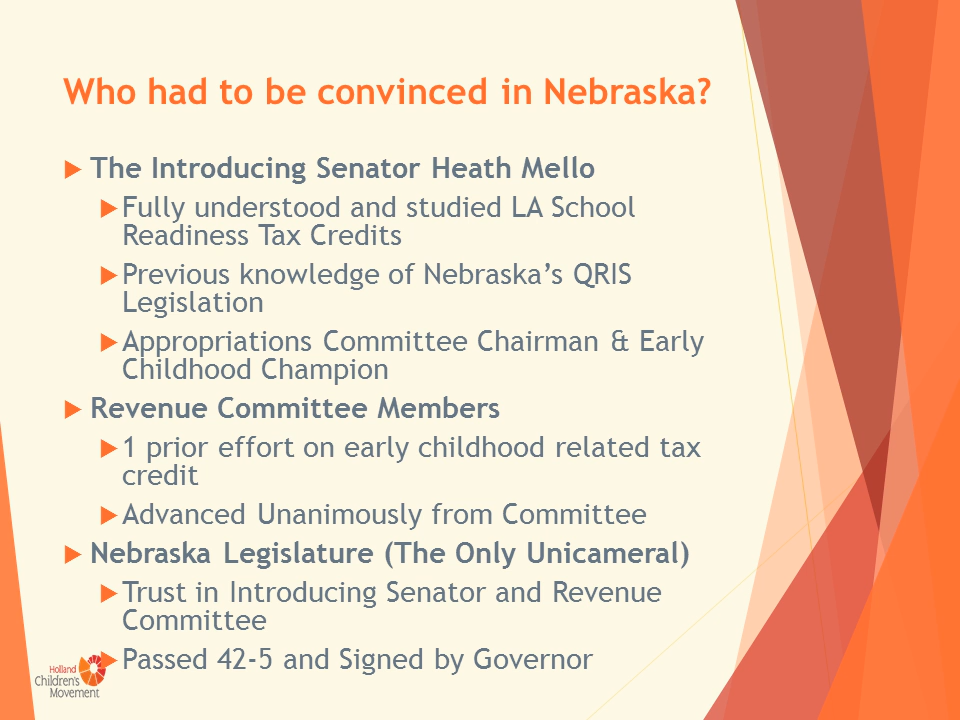 Who had to be convinced in Nebraska?
The Introducing Senator Heath Mello
Fully understood and studied LA School
Readiness Tax Credits
Previous knowledge of Nebraska’s QRIS
Legislation
Appropriations Committee Chairman & Early
Childhood Champion
Revenue Committee Members
1 prior effort on early childhood related tax
credit
Advanced Unanimously from Committee
Nebraska Legislature (The Only Unicameral)
Trust in Introducing Senator and Revenue
Committee
Passed 42-5 and Signed by Governor
Holland
Children's
Movement